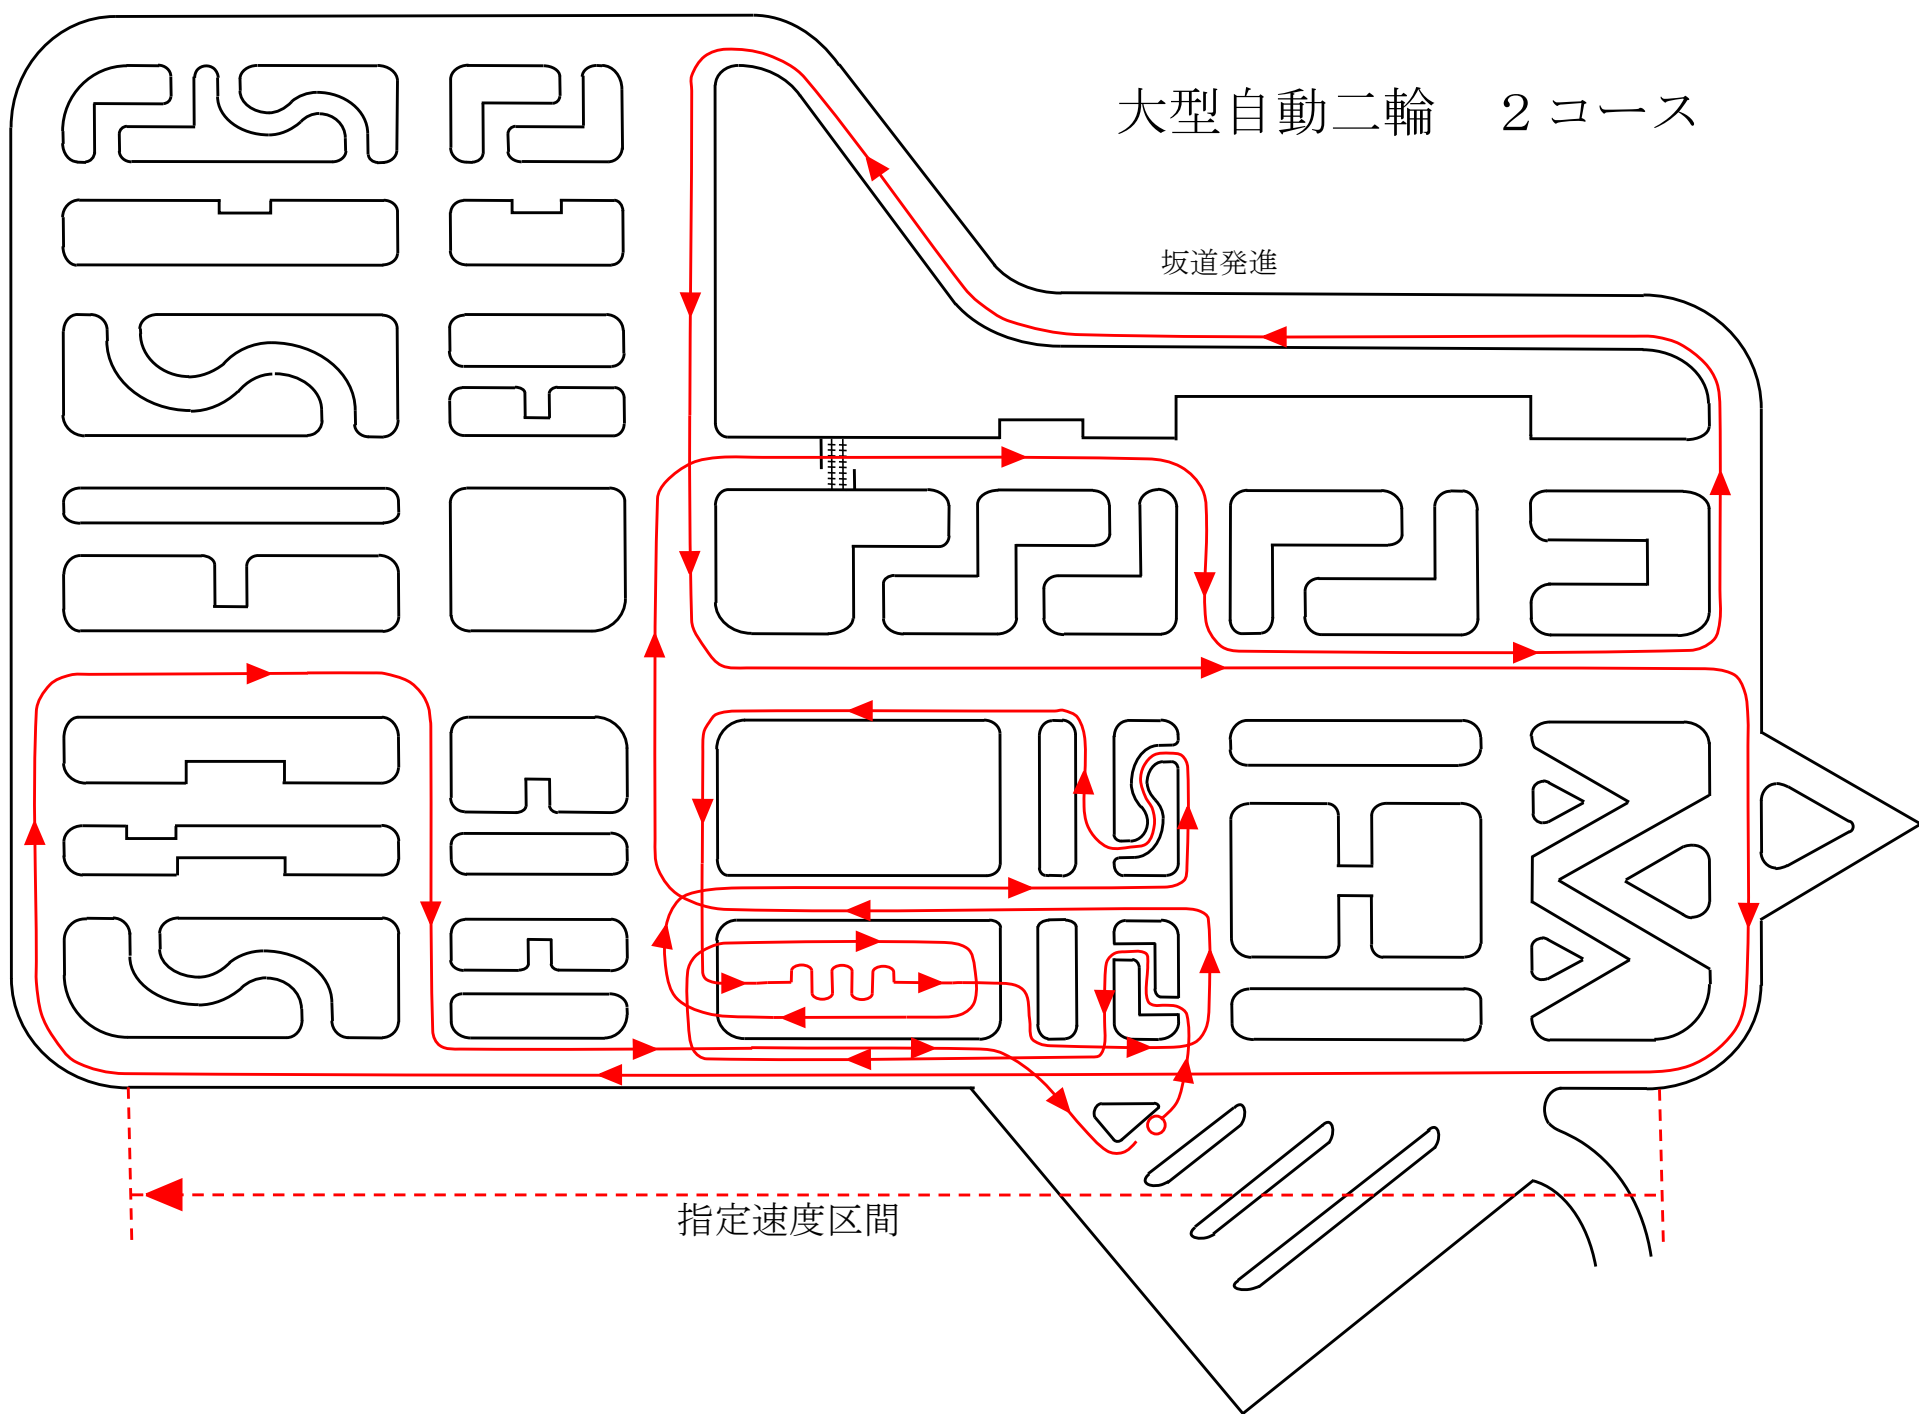 大型自動二輪　２コース
坂道発進
指定速度区間